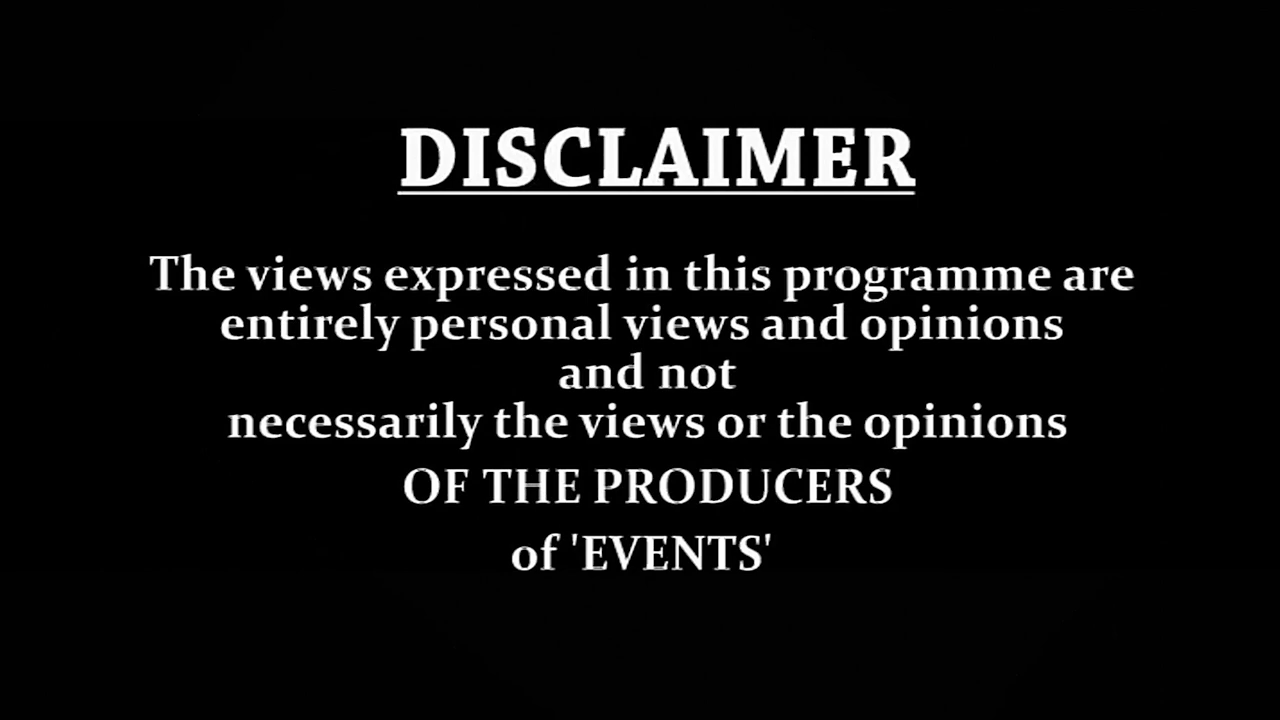 DISCLAIMER
The views expressed in this programme are
entirely personal views and opinions
and not
necessarily the views or the opinions
OF THE PRODUCERS
of 'EVENTS'